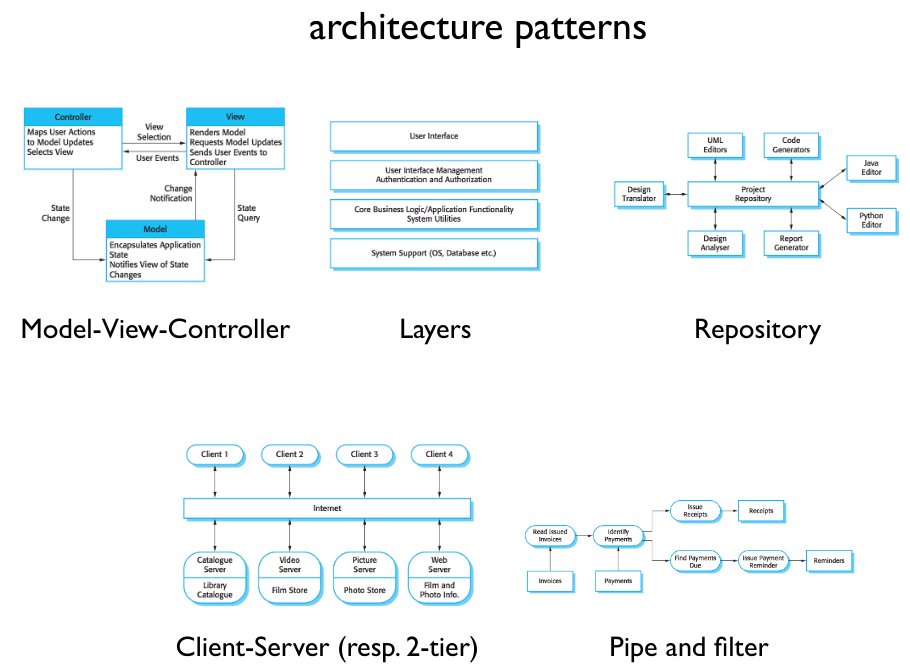 architecture patterns
Controller
Maps User Actions
to Model Updates
Selects View
View
Selection
User Events
View
Renders Model
Requests Model Updates
Sends User Events to
Controller
State
Change
Change
Notification
State
Query
Model
Encapsulates Application
State
Notifies View of State
Changes
Model-View-Controller
User Interface
User Interface Management
Authentication and Authorization
Core Business Logic/Application Functionality
System Utilities
System Support (OS, Database etc.)
Layers
UML
Editors
Code
Generators
Java
Editor
Design
Translator
Project
Repository
Python
Editor
Design
Analyser
Report
Generator
Repository
Client 1
Client 2
Client 3
Client 4
Internet
Catalogue
Server
Library
Catalogue
Video
Server
Film Store
Picture
Server
Photo Store
Web
Server
Film and
Photo Info.
Client-Server (resp. 2-tier)
Read Issued
Invoices
Identify
Payments
Issue
Receipts
Receipts
Find Payments
Due
Issue Payment
Reminder
Reminders
Invoices
Payments
Pipe and filter